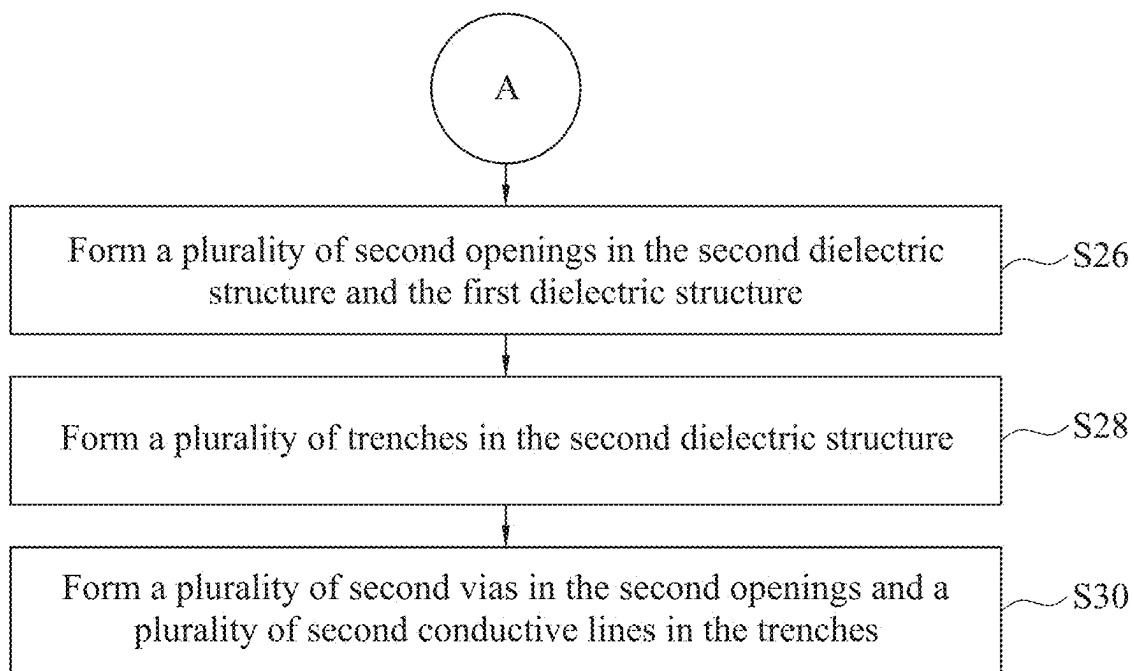 A
Form a plurality of second openings in the second dielectric
structure and the first dielectric structure
S26
Form a plurality of trenches in the second dielectric structure
S28
Form a plurality of second vias in the second openings and a
plurality of second conductive lines in the trenches
S30